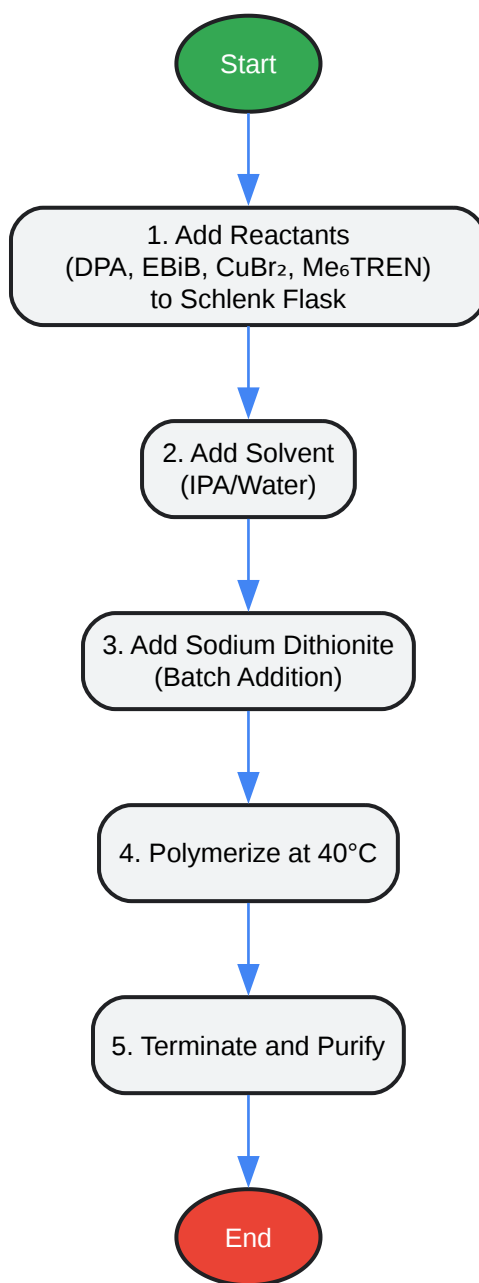 Start
1. Add Reactants
(DPA, EBiB, CuBr₂, Me₆TREN)
to Schlenk Flask
2. Add Solvent
(IPA/Water)
3. Add Sodium Dithionite
(Batch Addition)
4. Polymerize at 40°C
5. Terminate and Purify
End